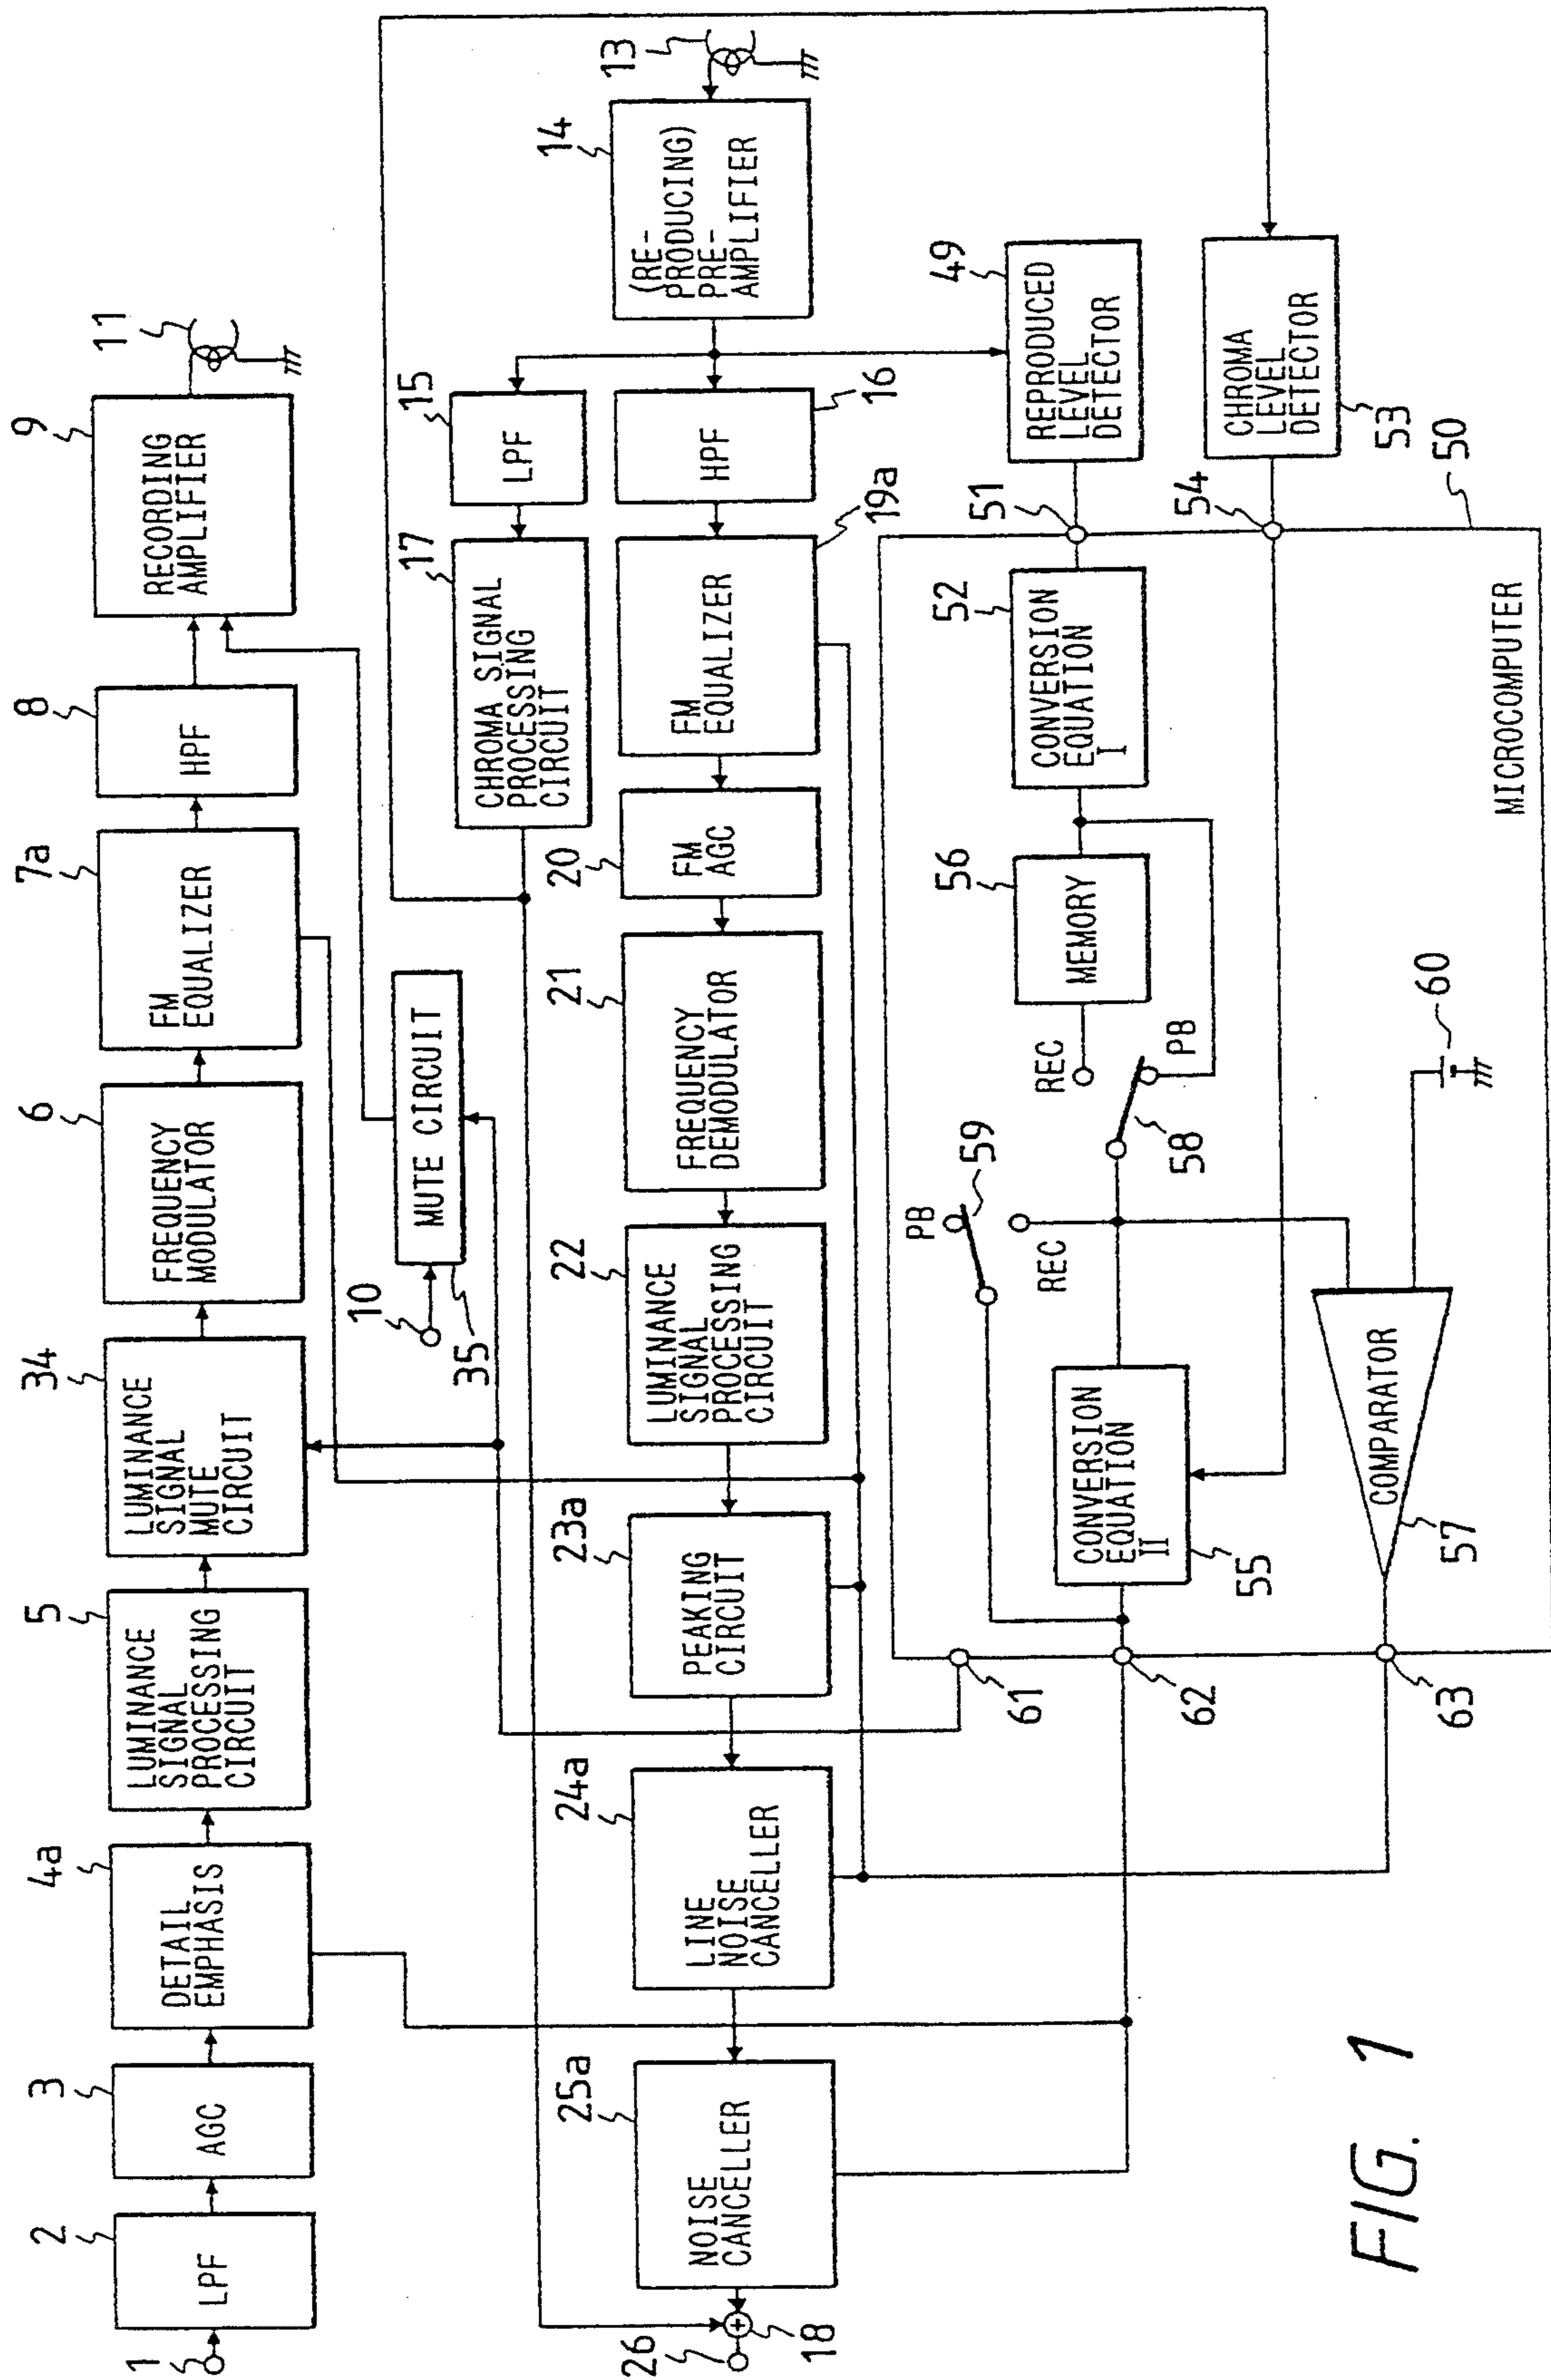 1
2
LPF
3
AGC
4a
DETAIL
EMPHASIS
5
LUMINANCE
SIGNAL
PROCESSING
CIRCUIT
34
LUMINANCE
SIGNAL
MUTE
CIRCUIT
6
FREQUENCY
MODULATOR
7a
FM
EQUALIZER
8
HPF
9
RECORDING
AMPLIFIER
11
10
35
MUTE CIRCUIT
17
CHROMA SIGNAL
PROCESSING
CIRCUIT
15
LPF
13
14
(RE-
PRODUCING)
PRE-
AMPLIFIER
26
18
25a
NOISE
CANCELLER
24a
LINE
NOISE
CANCELLER
23a
PEAKING
CIRCUIT
22
LUMINANCE
SIGNAL
PROCESSING
CIRCUIT
21
FREQUENCY
DEMODULATOR
20
FM
AGC
19a
FM
EQUALIZER
16
HPF
49
REPRODUCED
LEVEL
DETECTOR
53
CHROMA
LEVEL
DETECTOR
61
62
63
PB
59
REC
REC
PB
58
56
MEMORY
52
CONVERSION
EQUATION
I
51
54
50
55
CONVERSION
EQUATION
II
57
COMPARATOR
60
MICROCOMPUTER
FIG. 1